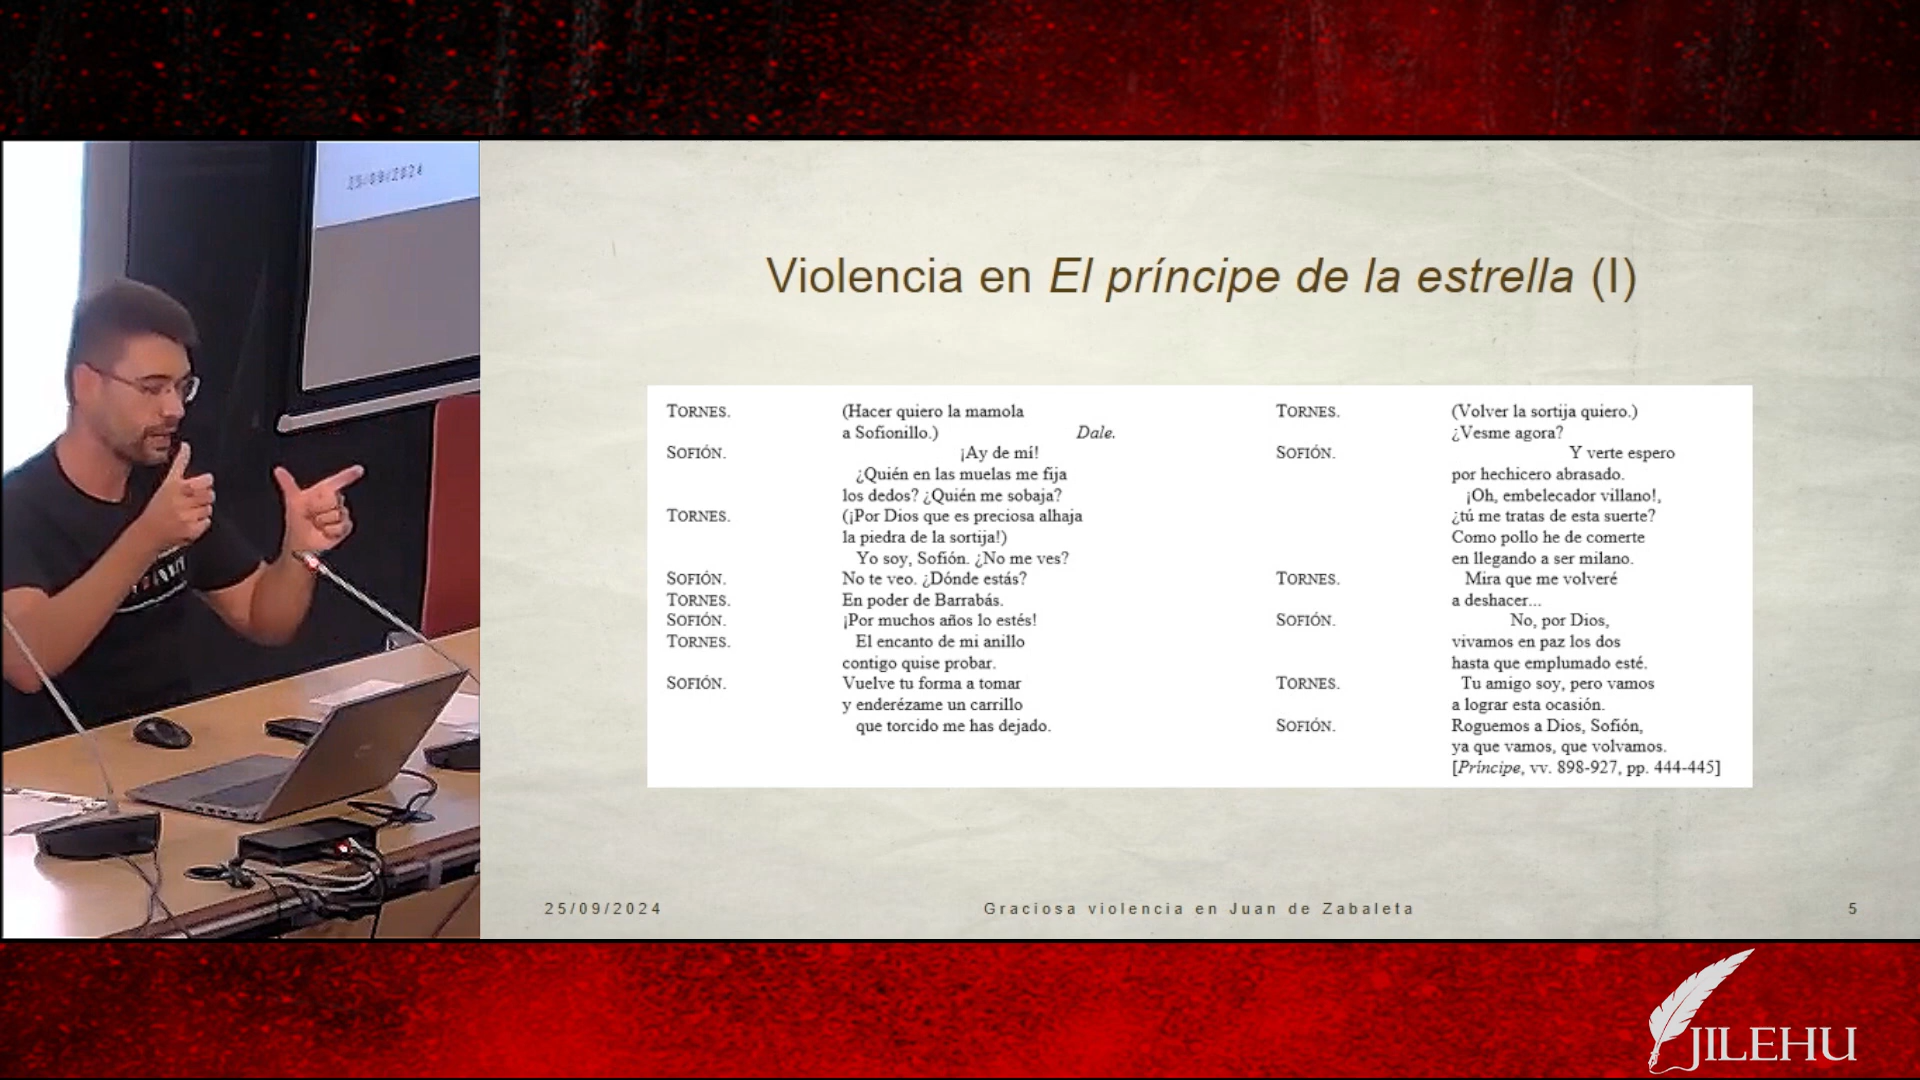 25/09/2024
Violencia en El príncipe de la estrella (I)
TORNES. (Hacer quiero la mamola
a Sofionillo.) Dale.
SOFIÓN. ¡Ay de mí!
¿Quién en las muelas me fija
los dedos? ¿Quién me sobaja?
TORNES. (¡Por Dios que es preciosa alhaja
la piedra de la sortija!)
Yo soy, Sofión. ¿No me ves?
SOFIÓN. No te veo. ¿Dónde estás?
TORNES. En poder de Barrabás.
SOFIÓN. ¡Por muchos años lo estés!
TORNES. El encanto de mi anillo
contigo quise probar.
SOFIÓN. Vuelve tu forma a tomar
y enderézame un carrillo
que torcido me has dejado.
TORNES. (Volver la sortija quiero.)
¿Vesme agora?
SOFIÓN. Y verte espero
por hechicero abrasado.
¡Oh, embelecador villano!,
¿tú me tratas de esta suerte?
Como pollo he de comerte
en llegando a ser milano.
TORNES. Mira que me volveré
a deshacer...
SOFIÓN. No, por Dios,
vivamos en paz los dos
hasta que emplumado esté.
TORNES. Tu amigo soy, pero vamos
a lograr esta ocasión.
SOFIÓN. Roguemos a Dios, Sofión,
ya que vamos, que volvamos.
[Príncipe, vv. 898-927, pp. 444-445]
25/09/2024
Graciosa violencia en Juan de Zabaleta
5
JILEHU